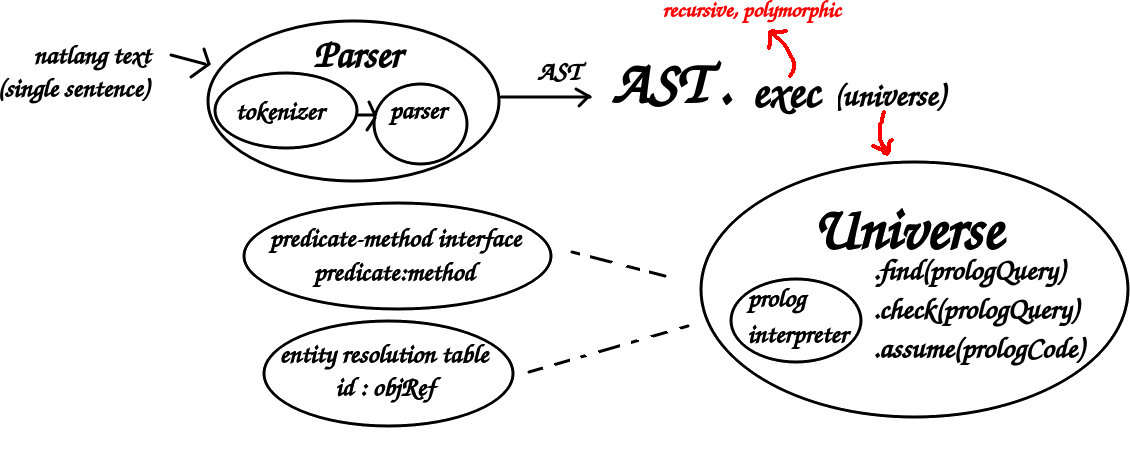 recursive, polymorphic
natlang text
(single sentence)
Parser
tokenizer
parser
AST
AST. exec (universe)
predicate-method interface
predicate:method
entity resolution table
id : objRef
Universe
.find(prologQuery)
.check(prologQuery)
.assume(prologCode)
prolog
interpreter